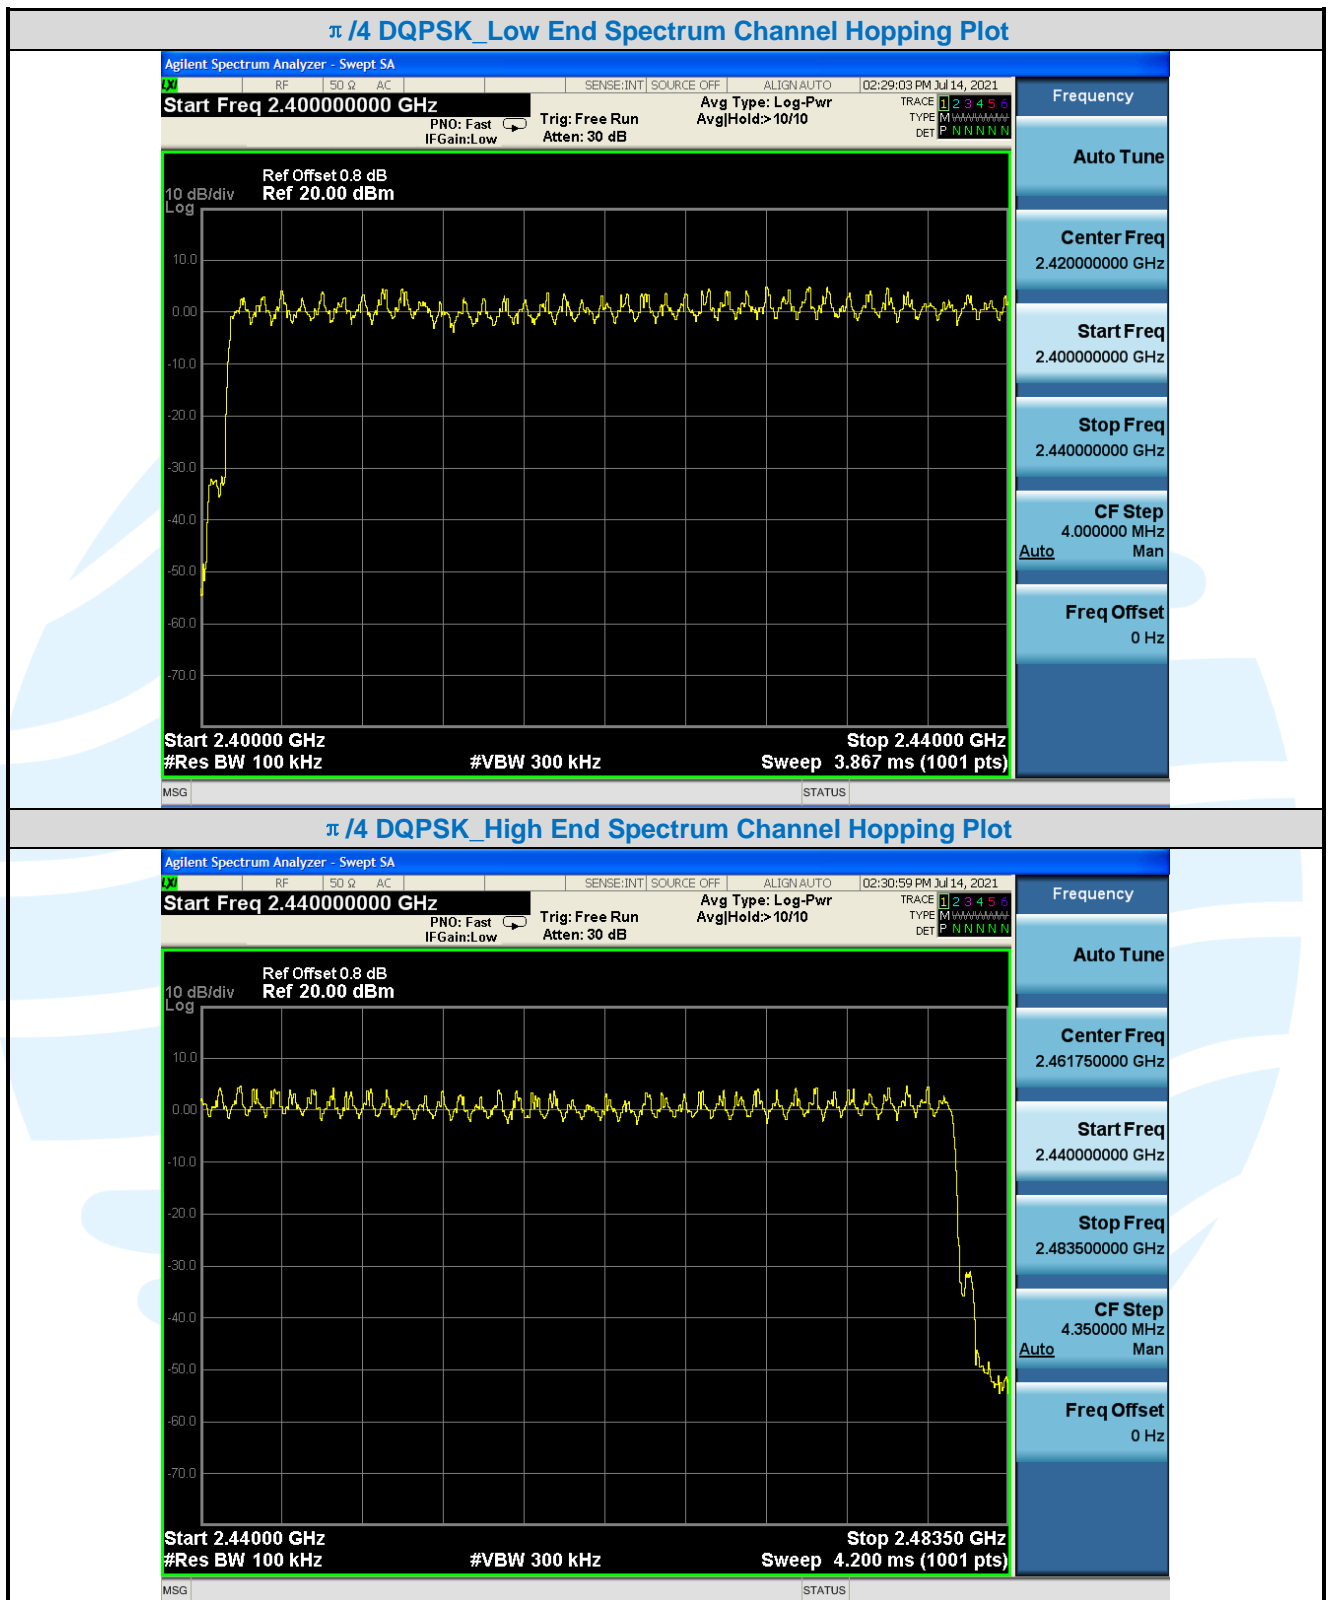 π /4 DQPSK_Low End Spectrum Channel Hopping Plot
Agilent Spectrum Analyzer - Swept SA
LXI RF 50 Ω AC SENSE:INT SOURCE OFF ALIGN AUTO 02:29:03 PM Jul 14, 2021
Start Freq 2.400000000 GHz
PNO: Fast
IFGain:Low
Trig: Free Run
Atten: 30 dB
Avg Type: Log-Pwr
Avg|Hold:>10/10
TRACE 1 2 3 4 5 6
TYPE M
DET P N N N N N
Ref Offset 0.8 dB
10 dB/div Ref 20.00 dBm
Log
10.0
0.00
-10.0
-20.0
-30.0
-40.0
-50.0
-60.0
-70.0
Start 2.40000 GHz Stop 2.44000 GHz
#Res BW 100 kHz #VBW 300 kHz Sweep 3.867 ms (1001 pts)
MSG STATUS
Frequency
Auto Tune
Center Freq
2.420000000 GHz
Start Freq
2.400000000 GHz
Stop Freq
2.440000000 GHz
CF Step
4.000000 MHz
Auto Man
Freq Offset
0 Hz
π /4 DQPSK_High End Spectrum Channel Hopping Plot
Agilent Spectrum Analyzer - Swept SA
LXI RF 50 Ω AC SENSE:INT SOURCE OFF ALIGN AUTO 02:30:59 PM Jul 14, 2021
Start Freq 2.440000000 GHz
PNO: Fast
IFGain:Low
Trig: Free Run
Atten: 30 dB
Avg Type: Log-Pwr
Avg|Hold:>10/10
TRACE 1 2 3 4 5 6
TYPE M
DET P N N N N N
Ref Offset 0.8 dB
10 dB/div Ref 20.00 dBm
Log
10.0
0.00
-10.0
-20.0
-30.0
-40.0
-50.0
-60.0
-70.0
Start 2.44000 GHz Stop 2.48350 GHz
#Res BW 100 kHz #VBW 300 kHz Sweep 4.200 ms (1001 pts)
MSG STATUS
Frequency
Auto Tune
Center Freq
2.461750000 GHz
Start Freq
2.440000000 GHz
Stop Freq
2.483500000 GHz
CF Step
4.350000 MHz
Auto Man
Freq Offset
0 Hz